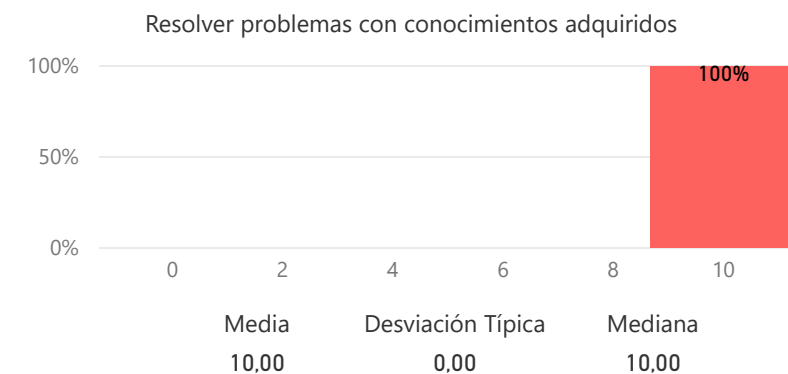 Resolver problemas con conocimientos adquiridos
100%
100%
50%
0%
0 2 4 6 8 10
Media Desviación Típica Mediana
10,00 0,00 10,00